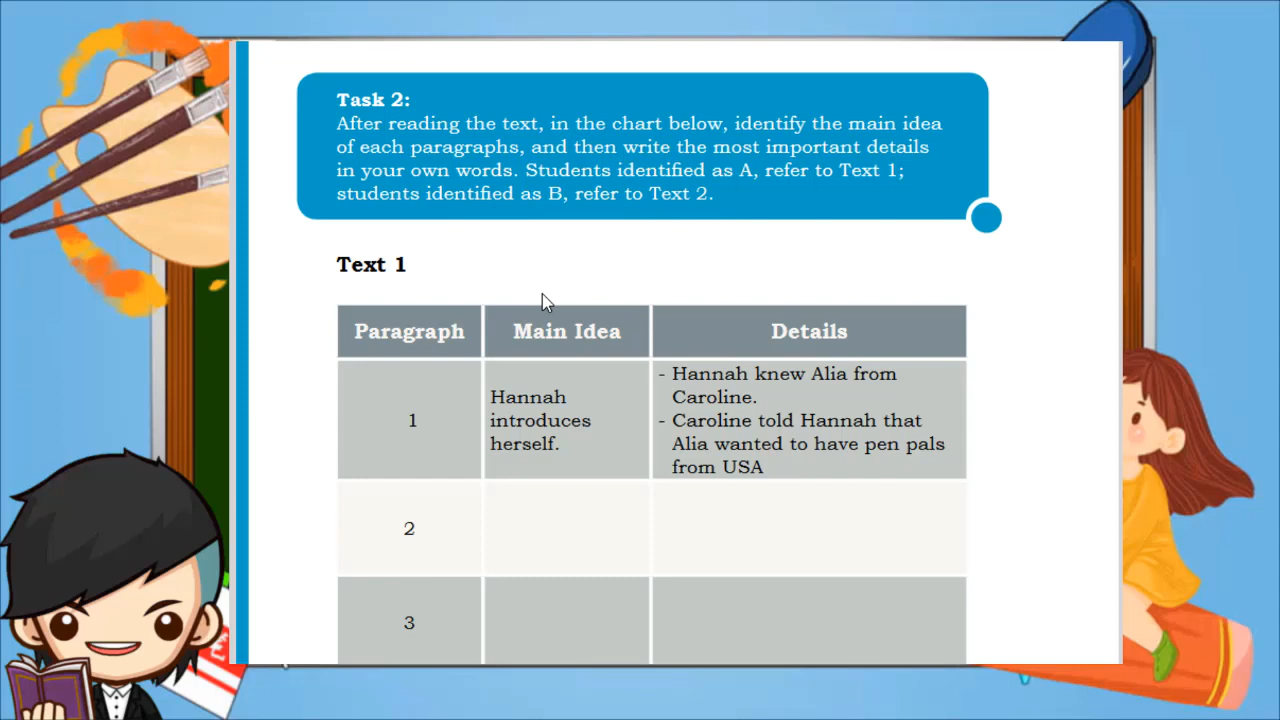 Task 2:
After reading the text, in the chart below, identify the main idea
of each paragraphs, and then write the most important details
in your own words. Students identified as A, refer to Text 1;
students identified as B, refer to Text 2.
Text 1
Paragraph Main Idea Details
1
Hannah
introduces
herself.
- Hannah knew Alia from
Caroline.
- Caroline told Hannah that
Alia wanted to have pen pals
from USA
2
3